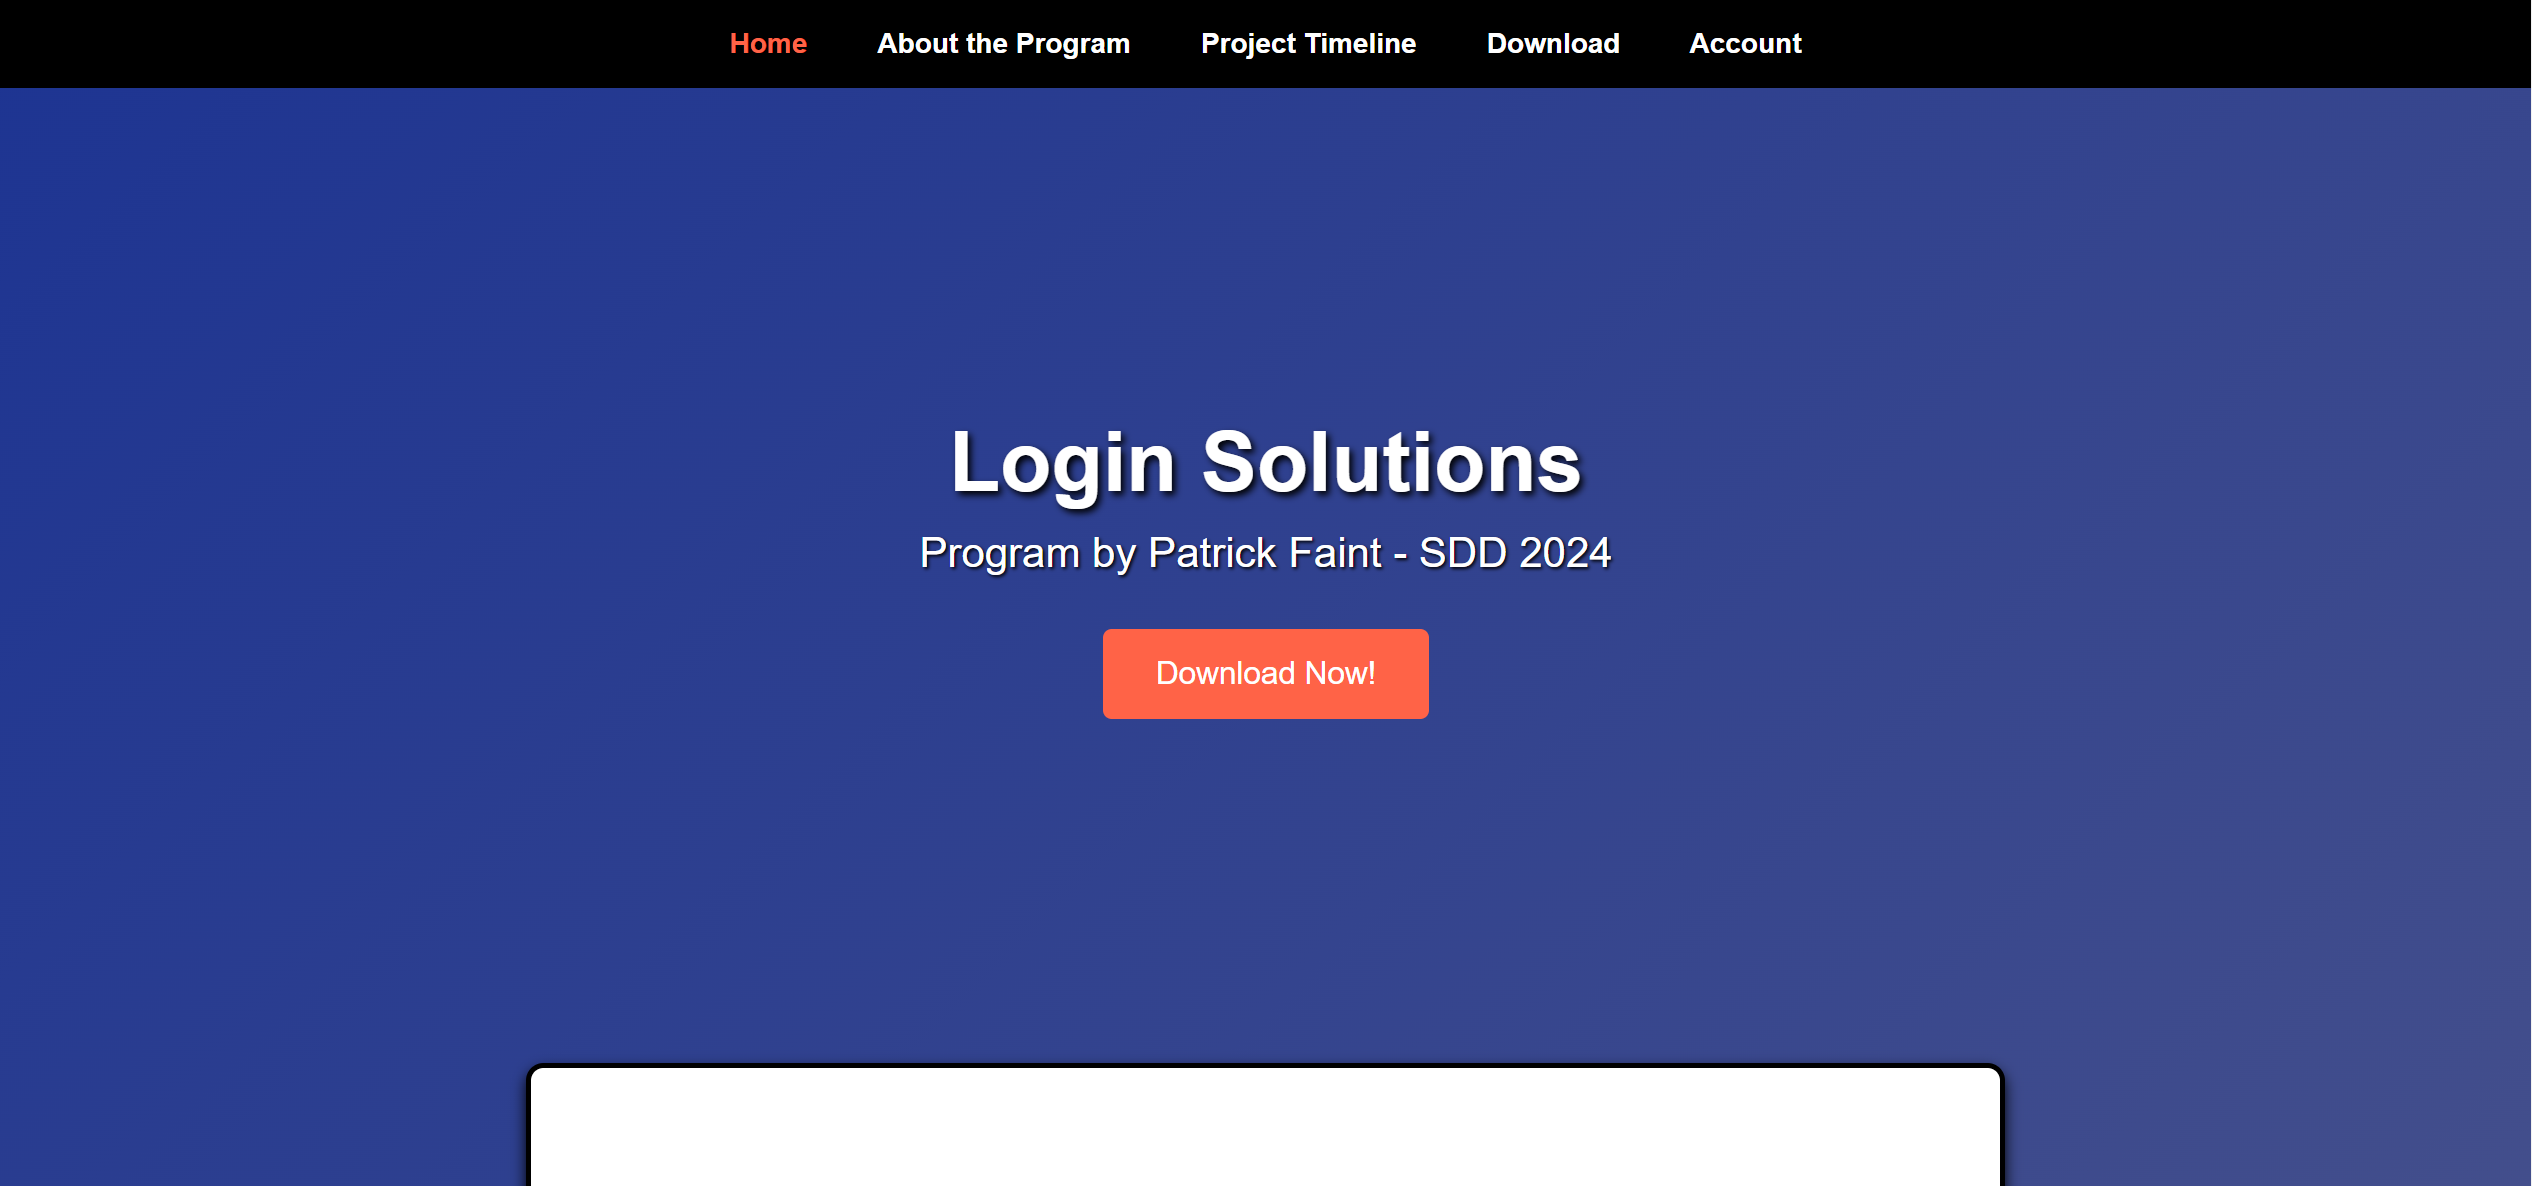 Home About the Program Project Timeline Download Account
Login Solutions
Program by Patrick Faint - SDD 2024
Download Now!